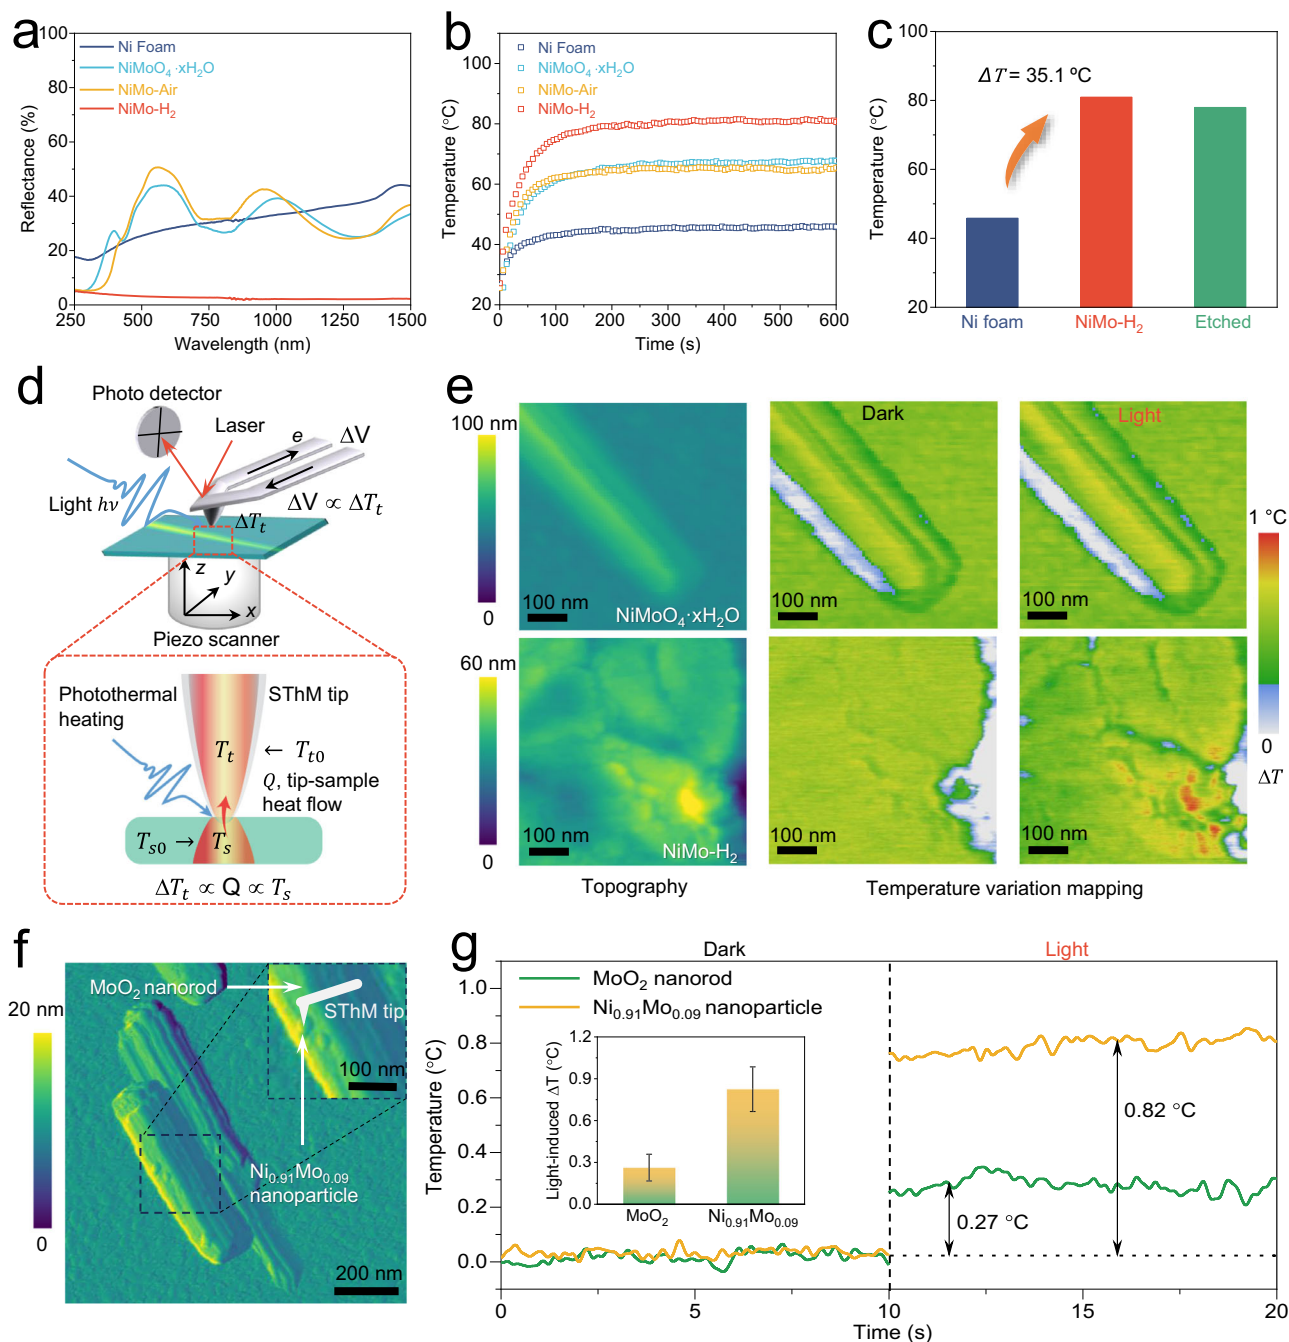 a
100
80
60
40
20
0
Reflectance (%)
Ni Foam
NiMoO₄·xH₂O
NiMo-Air
NiMo-H₂
250
500
750
1000
1250
1500
Wavelength (nm)
b
100
80
60
40
20
Temperature (°C)
Ni Foam
NiMoO₄·xH₂O
NiMo-Air
NiMo-H₂
0
100
200
300
400
500
600
Time (s)
c
100
80
60
40
20
Temperature (°C)
ΔT = 35.1 ºC
Ni foam
NiMo-H₂
Etched
d
Photo detector
Laser
e
ΔV
Light hν
ΔV ∝ ΔTₜ
ΔTₜ
z
y
x
Piezo scanner
Photothermal
heating
SThM tip
Tₜ
← Tₜ₀
Q, tip-sample
heat flow
Tₛ₀ →
Tₛ
ΔTₜ ∝ Q ∝ Tₛ
e
100 nm
0
100 nm
NiMoO₄·xH₂O
Dark
100 nm
Light
100 nm
60 nm
0
100 nm
NiMo-H₂
100 nm
100 nm
1 °C
0
ΔT
Topography
Temperature variation mapping
f
20 nm
0
MoO₂ nanorod
SThM tip
100 nm
Ni₀.₉₁Mo₀.₀₉
nanoparticle
200 nm
g
Dark
Light
1.0
0.8
0.6
0.4
0.2
0.0
Temperature (°C)
MoO₂ nanorod
Ni₀.₉₁Mo₀.₀₉ nanoparticle
1.2
0.9
0.6
0.3
0.0
Light-induced ΔT (°C)
MoO₂
Ni₀.₉₁Mo₀.₀₉
0.82 °C
0.27 °C
0
5
10
15
20
Time (s)